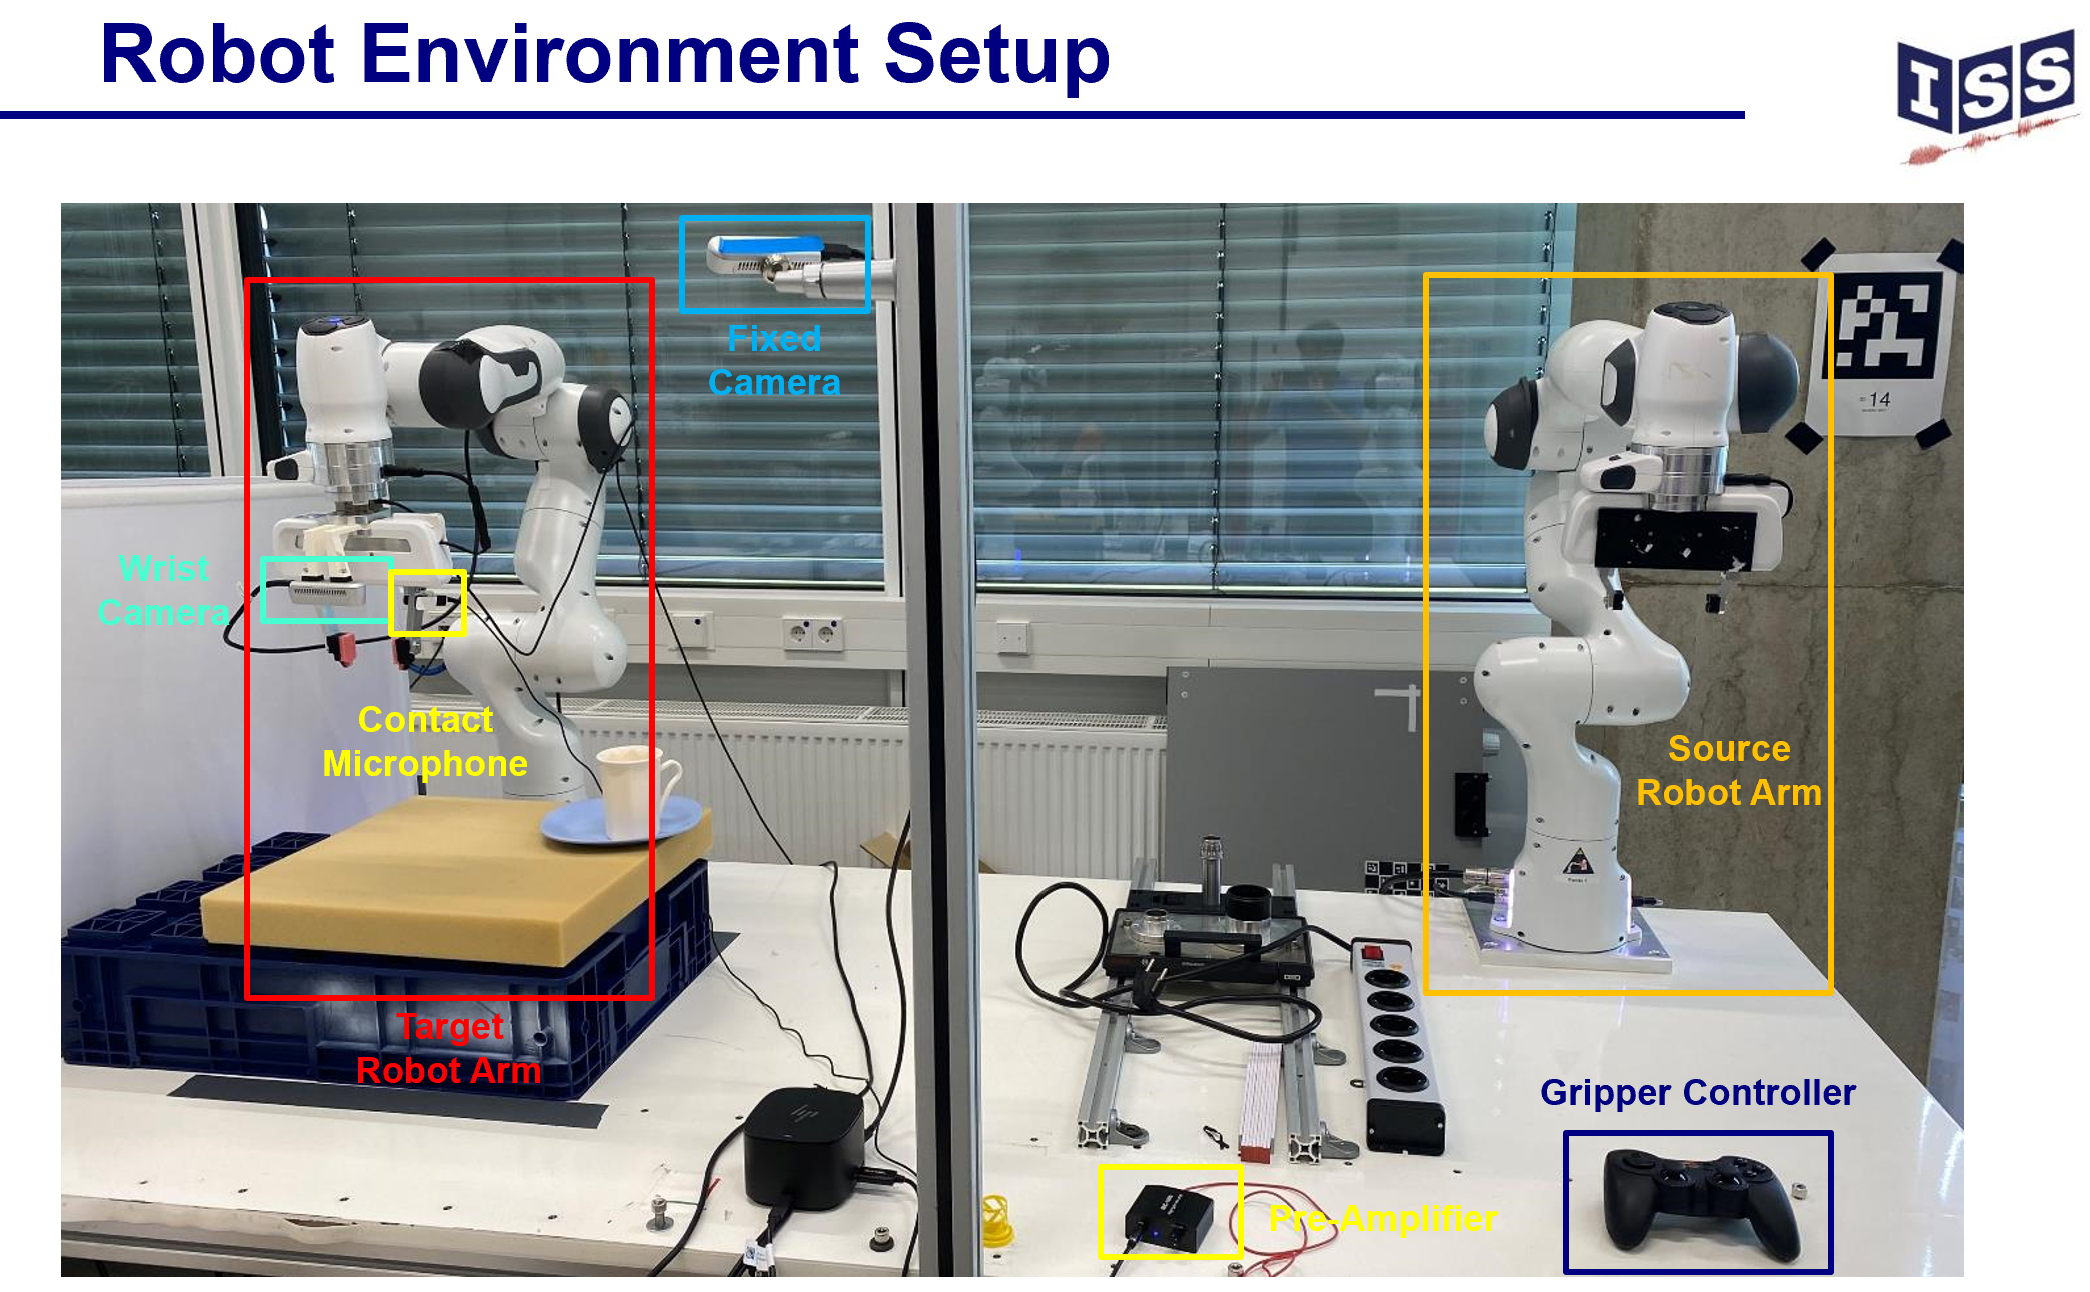 Robot Environment Setup
ISS
Fixed
Camera
14
Wrist
Camera
Contact
Microphone
Source
Robot Arm
Target
Robot Arm
Gripper Controller
Pre-Amplifier
hp